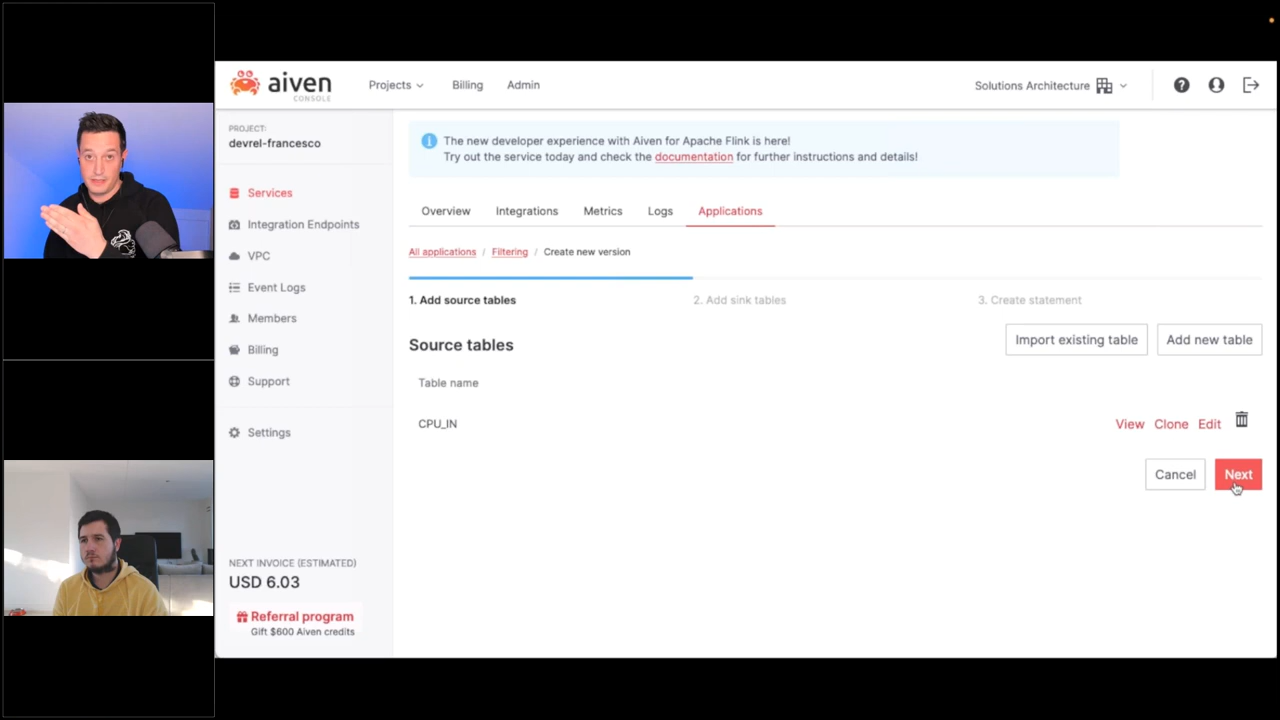 aiven
CONSOLE
Projects
Billing
Admin
Solutions Architecture
PROJECT:
devrel-francesco
Services
Integration Endpoints
VPC
Event Logs
Members
Billing
Support
Settings
NEXT INVOICE (ESTIMATED)
USD 6.03
Referral program
Gift $600 Aiven credits
The new developer experience with Aiven for Apache Flink is here!
Try out the service today and check the documentation for further instructions and details!
Overview
Integrations
Metrics
Logs
Applications
All applications / Filtering / Create new version
1. Add source tables
2. Add sink tables
3. Create statement
Source tables
Import existing table
Add new table
Table name
CPU_IN
View
Clone
Edit
Cancel
Next